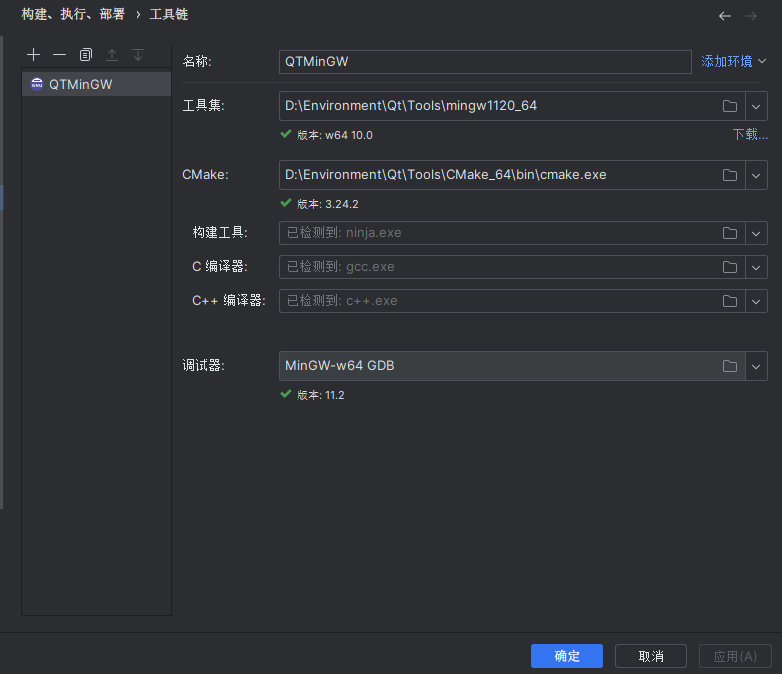 构建、执行、部署 › 工具链
QTMinGW
名称: QTMinGW 添加环境
工具集: D:\Environment\Qt\Tools\mingw1120_64
版本: w64 10.0 下载...
CMake: D:\Environment\Qt\Tools\CMake_64\bin\cmake.exe
版本: 3.24.2
构建工具: 已检测到: ninja.exe
C 编译器: 已检测到: gcc.exe
C++ 编译器: 已检测到: c++.exe
调试器: MinGW-w64 GDB
版本: 11.2
确定 取消 应用(A)